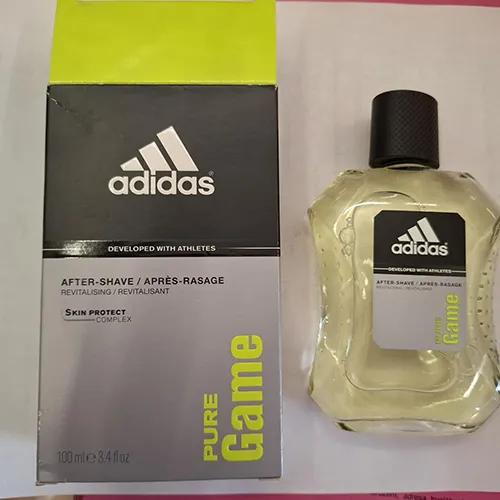 adidas
DEVELOPED WITH ATHLETES
AFTER-SHAVE / APRÈS-RASAGE
REVITALISING / REVITALISANT
SKIN PROTECT
COMPLEX
PURE
Game
100 ml e 3.4 fl oz
adidas
DEVELOPED WITH ATHLETES
AFTER-SHAVE / APRÈS-RASAGE
REVITALISING / REVITALISANT
PURE
Game